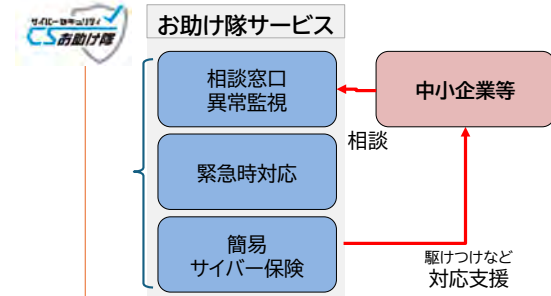 サイバーセキュリティ
CSお助け隊
お助け隊サービス
相談窓口
異常監視
中小企業等
相談
緊急時対応
簡易
サイバー保険
駆けつけなど
対応支援